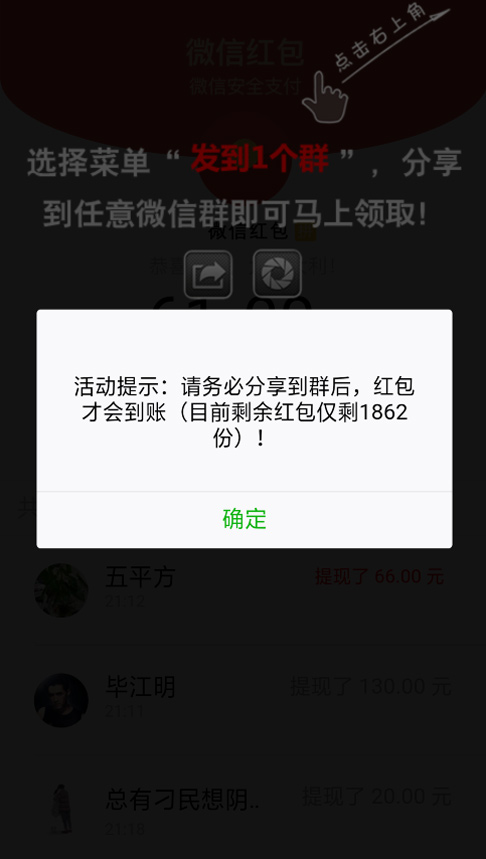 微信红包
点击右上角
微信安全支付
选择菜单“发到1个群”，分享
到任意微信群即可马上领取！
微信红包
活动提示：请务必分享到群后，红包
才会到账（目前剩余红包仅剩1862
份）！
确定
共
五平方
提现了 66.00 元
21:12
毕江明
提现了 130.00 元
21:11
总有刁民想阴..
提现了 20.00 元
21:18